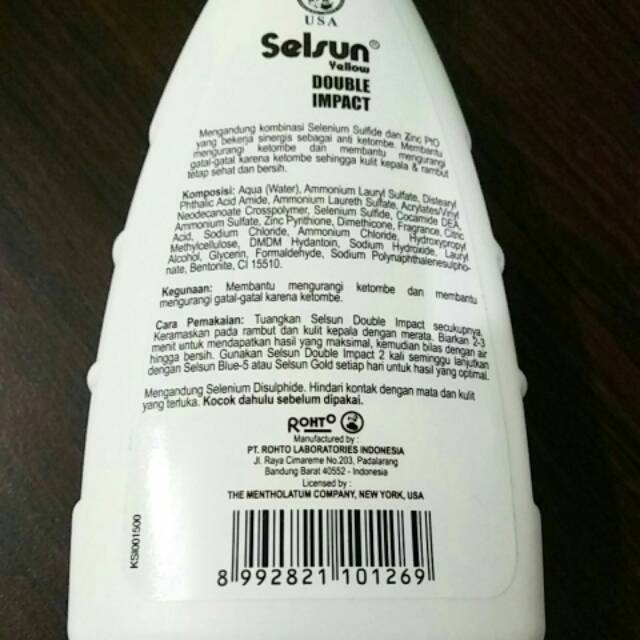 USA
Selsun®
Yellow
DOUBLE
IMPACT
Mengandung kombinasi Selenium Sulfide dan Zinc PtO
yang bekerja sinergis sebagai anti ketombe. Membantu
mengurangi ketombe dan membantu mengurangi
gatal-gatal karena ketombe sehingga kulit kepala & rambut
tetap sehat dan bersih.
Komposisi: Aqua (Water), Ammonium Lauryl Sulfate, Distearyl
Phthalic Acid Amide, Ammonium Laureth Sulfate, Acrylates/Vinyl
Neodecanoate Crosspolymer, Selenium Sulfide, Cocamide DEA,
Ammonium Sulfate, Zinc Pyrithione, Dimethicone, Fragrance, Citric
Acid, Sodium Chloride, Ammonium Chloride, Hydroxypropyl
Methylcellulose, DMDM Hydantoin, Sodium Hydroxide, Lauryl
Alcohol, Glycerin, Formaldehyde, Sodium Polynaphthalenesulpho-
nate, Bentonite, CI 15510.
Kegunaan: Membantu mengurangi ketombe dan membantu
mengurangi gatal-gatal karena ketombe.
Cara Pemakaian: Tuangkan Selsun Double Impact secukupnya.
Keramaskan pada rambut dan kulit kepala dengan merata. Biarkan 2-3
menit untuk mendapatkan hasil yang maksimal, kemudian bilas dengan air
hingga bersih. Gunakan Selsun Double Impact 2 kali seminggu lanjutkan
dengan Selsun Blue-5 atau Selsun Gold setiap hari untuk hasil yang optimal.
Mengandung Selenium Disulphide. Hindari kontak dengan mata dan kulit
yang terluka. Kocok dahulu sebelum dipakai.
ROHTO
Manufactured by :
PT. ROHTO LABORATORIES INDONESIA
Jl. Raya Cimareme No.203, Padalarang
Bandung Barat 40552 - Indonesia
Licensed by :
THE MENTHOLATUM COMPANY, NEW YORK, USA
KSI001500
8 992821 101269